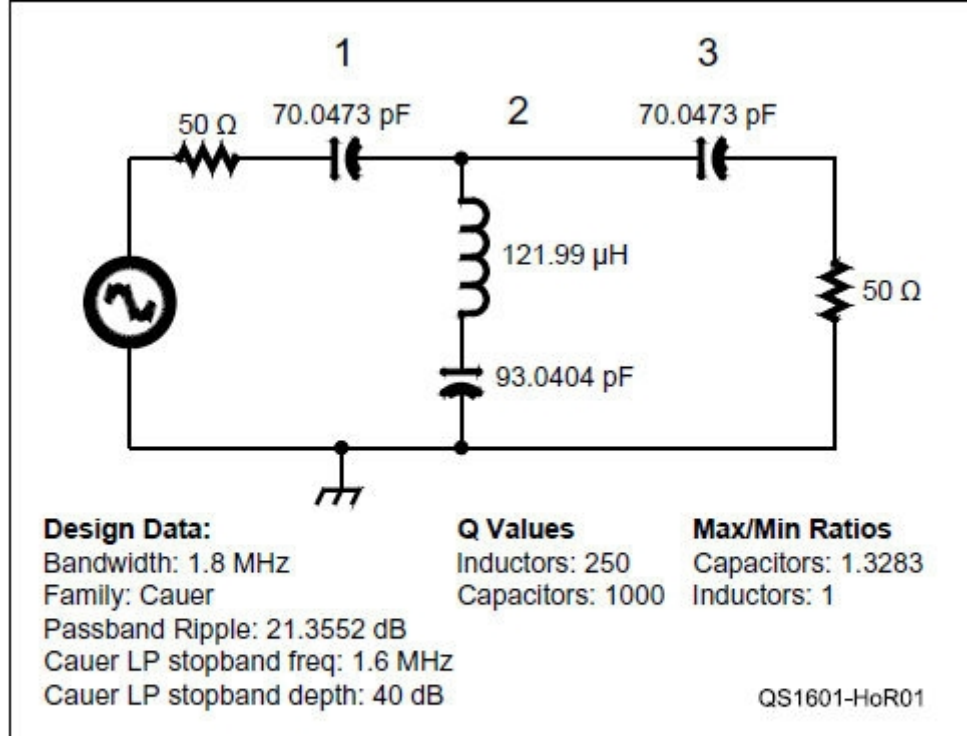 1
3
70.0473 pF
2
70.0473 pF
50 Ω
121.99 µH
50 Ω
93.0404 pF
Design Data:
Bandwidth: 1.8 MHz
Family: Cauer
Passband Ripple: 21.3552 dB
Cauer LP stopband freq: 1.6 MHz
Cauer LP stopband depth: 40 dB
Q Values
Inductors: 250
Capacitors: 1000
Max/Min Ratios
Capacitors: 1.3283
Inductors: 1
QS1601-HoR01